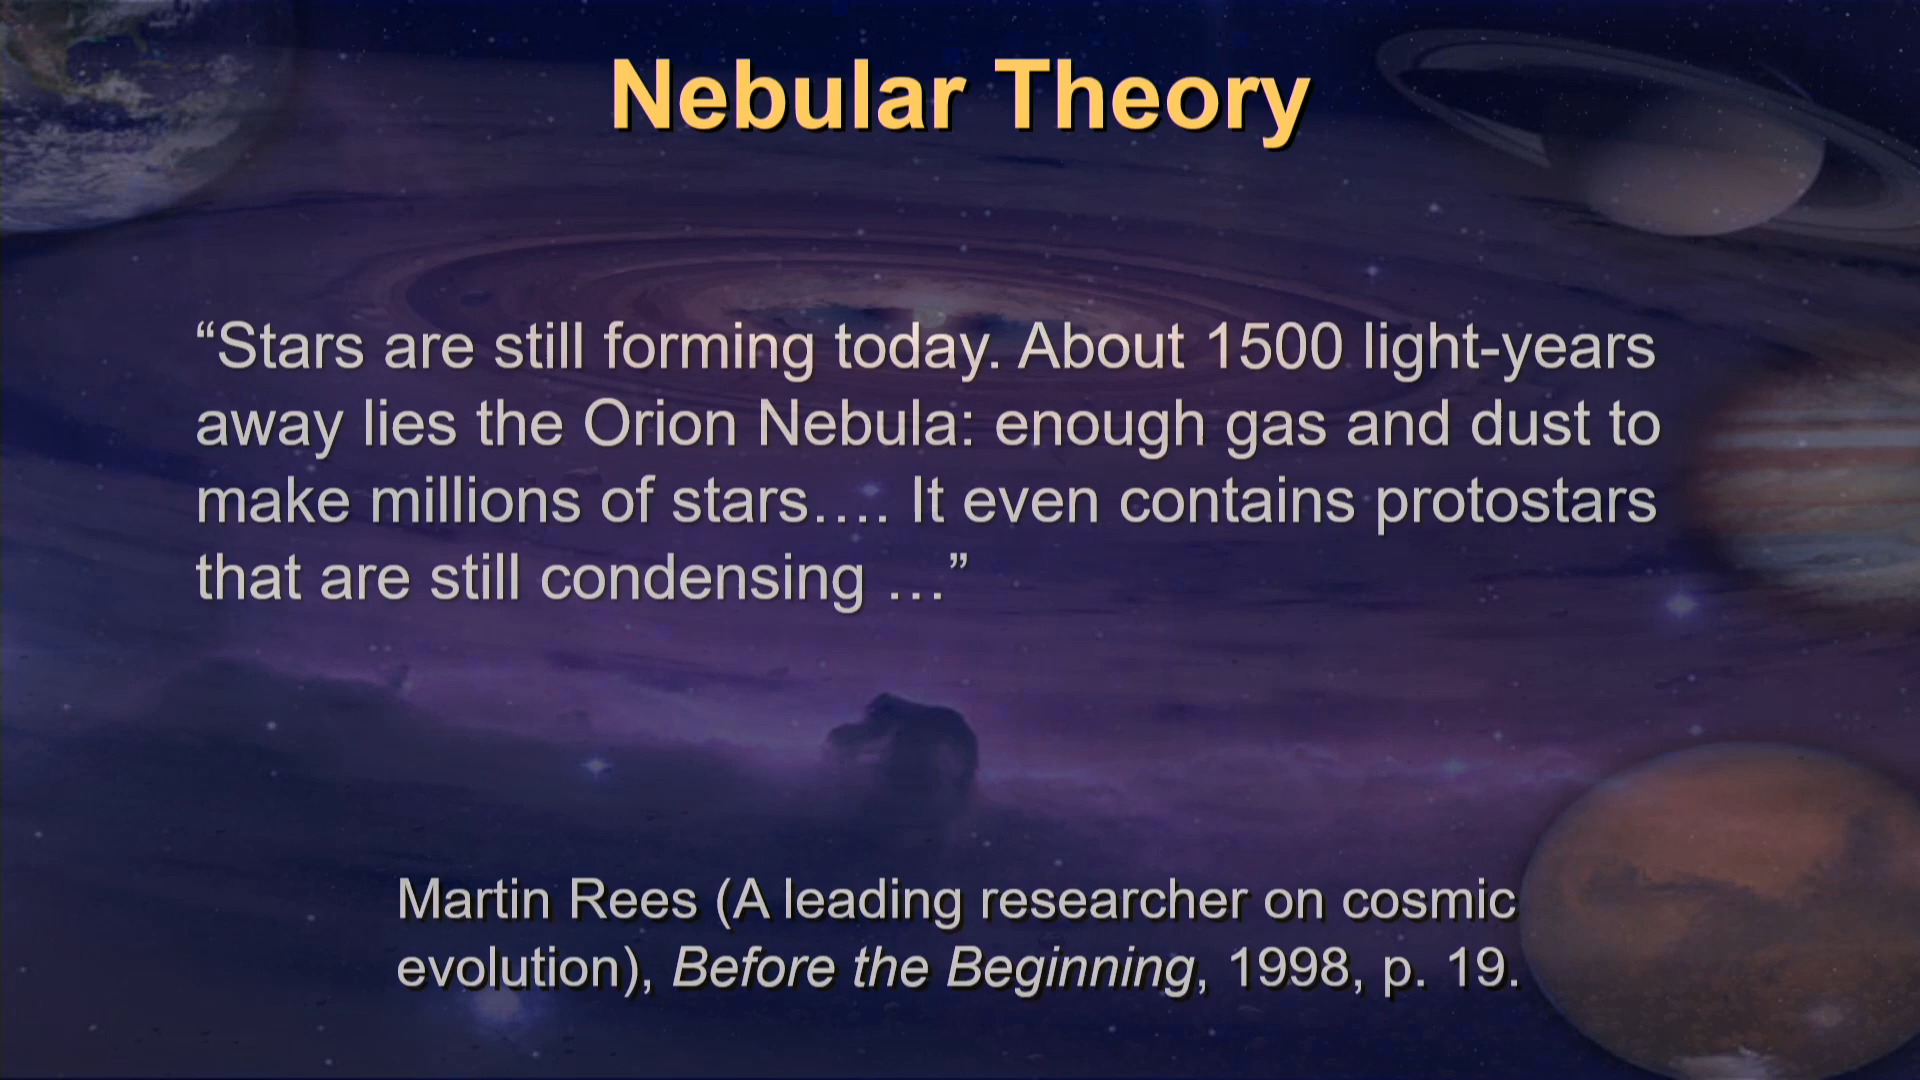 Nebular Theory
“Stars are still forming today. About 1500 light-years
away lies the Orion Nebula: enough gas and dust to
make millions of stars…. It even contains protostars
that are still condensing …”
Martin Rees (A leading researcher on cosmic
evolution), Before the Beginning, 1998, p. 19.